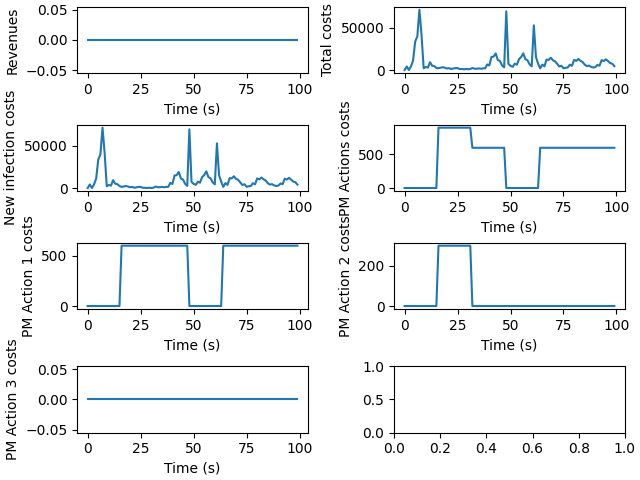 Revenues
0.05
0.00
−0.05
0 25 50 75 100
Time (s)
Total costs
50000
0
0 25 50 75 100
Time (s)
New infection costs
50000
0
0 25 50 75 100
Time (s)
PM Actions costs
500
0
0 25 50 75 100
Time (s)
PM Action 1 costs
500
0
0 25 50 75 100
Time (s)
PM Action 2 costs
200
0
0 25 50 75 100
Time (s)
PM Action 3 costs
0.05
0.00
−0.05
0 25 50 75 100
Time (s)
1.0
0.5
0.0
0.0 0.2 0.4 0.6 0.8 1.0